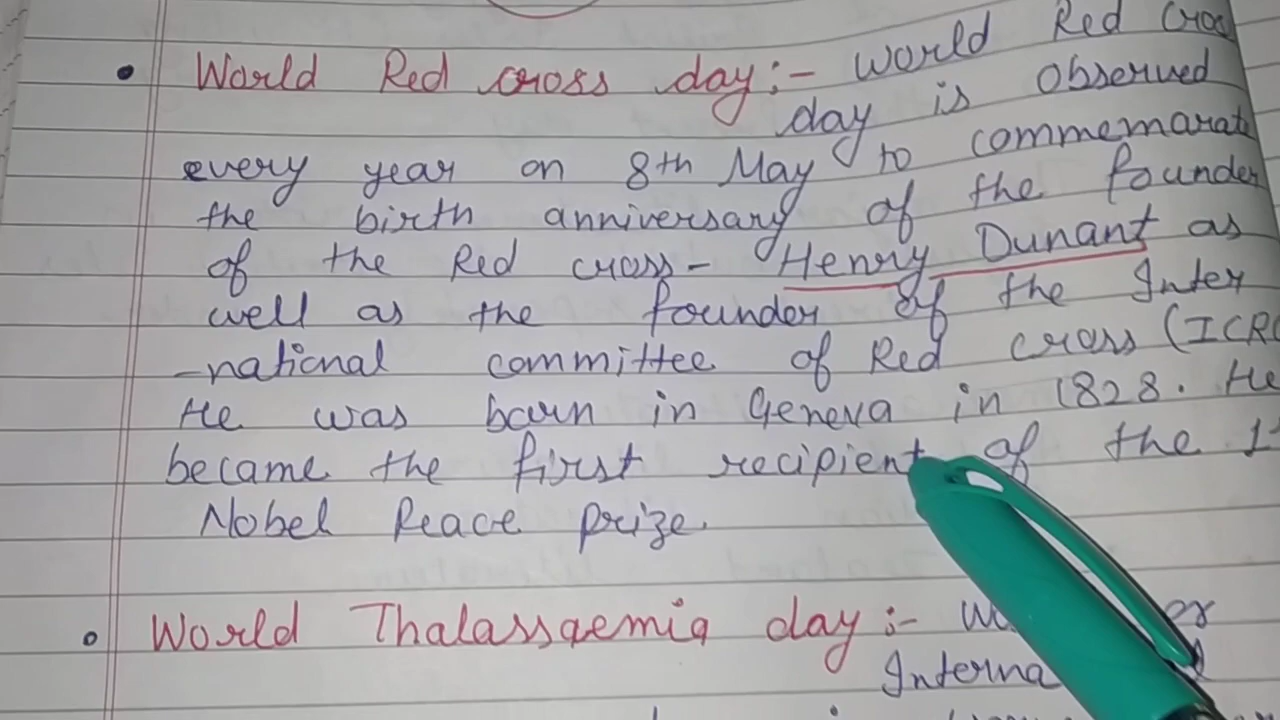 • World Red cross day:- World Red Cros
day is observed
every year on 8th May to commemarate
the birth anniversary of the founder
of the Red cross- Henry Dunant as
well as the founder of the Inter
-national committee of Red cross (ICRC
He was born in Geneva in 1828. He
became the first recipient of the 1
Nobel Peace prize.
• World Thalassaemia day:- or
Interna